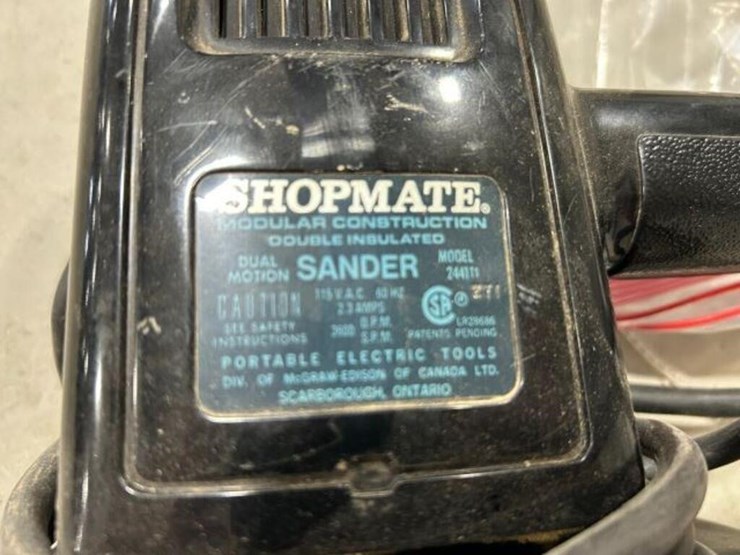 SHOPMATE®
MODULAR CONSTRUCTION
DOUBLE INSULATED
DUAL MOTION SANDER MODEL
CAUTION 115 V.A.C. 60 HZ
2.3 AMPS
SEE SAFETY INSTRUCTIONS
3600 O.P.M.
S.P.M.
LR28686
PATENTS PENDING
PORTABLE ELECTRIC TOOLS
DIV. OF McGRAW-EDISON OF CANADA LTD.
SCARBOROUGH, ONTARIO